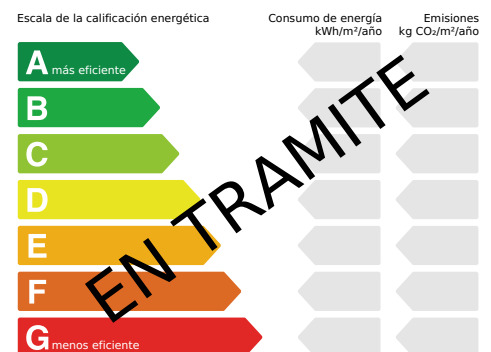 Escala de la calificación energética
Consumo de energía
kWh/m²/año
Emisiones
kg CO₂/m²/año
A más eficiente
B
C
D
E
F
G menos eficiente
EN TRAMITE